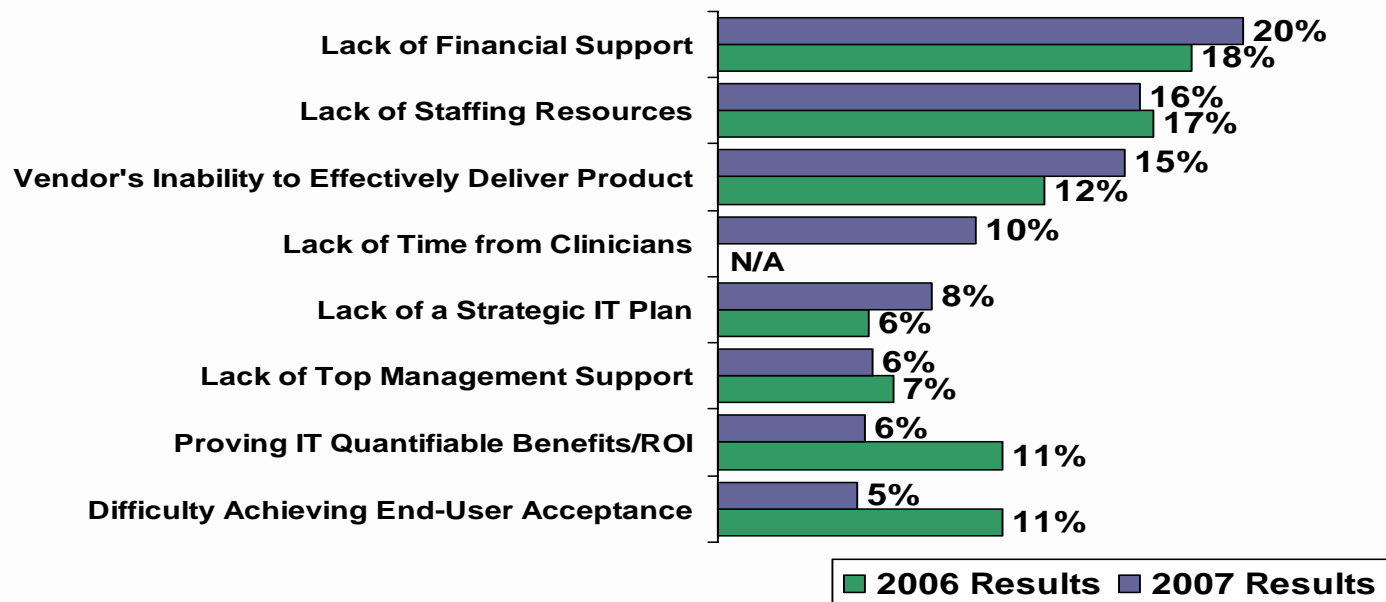 Lack of Financial Support
20%
18%
Lack of Staffing Resources
16%
17%
Vendor's Inability to Effectively Deliver Product
15%
12%
Lack of Time from Clinicians
10%
N/A
Lack of a Strategic IT Plan
8%
6%
Lack of Top Management Support
6%
7%
Proving IT Quantifiable Benefits/ROI
6%
11%
Difficulty Achieving End-User Acceptance
5%
11%
2006 Results 2007 Results